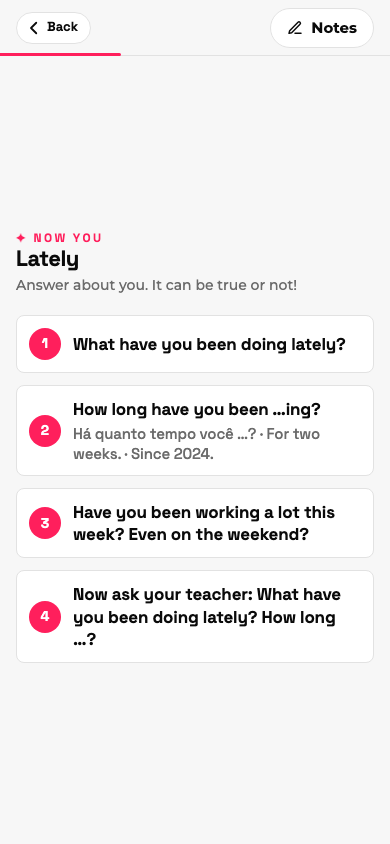 Back
Notes
✦ NOW YOU
Lately
Answer about you. It can be true or not!
1
What have you been doing lately?
2
How long have you been ...ing?
Há quanto tempo você ...? · For two
weeks. · Since 2024.
3
Have you been working a lot this
week? Even on the weekend?
4
Now ask your teacher: What have
you been doing lately? How long
...?